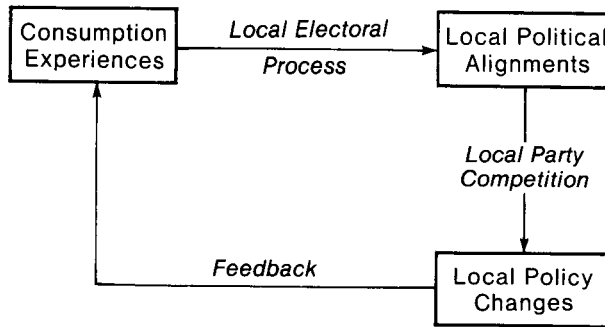 Consumption
Experiences
Local Electoral
Process
Local Political
Alignments
Local Party
Competition
Feedback
Local Policy
Changes